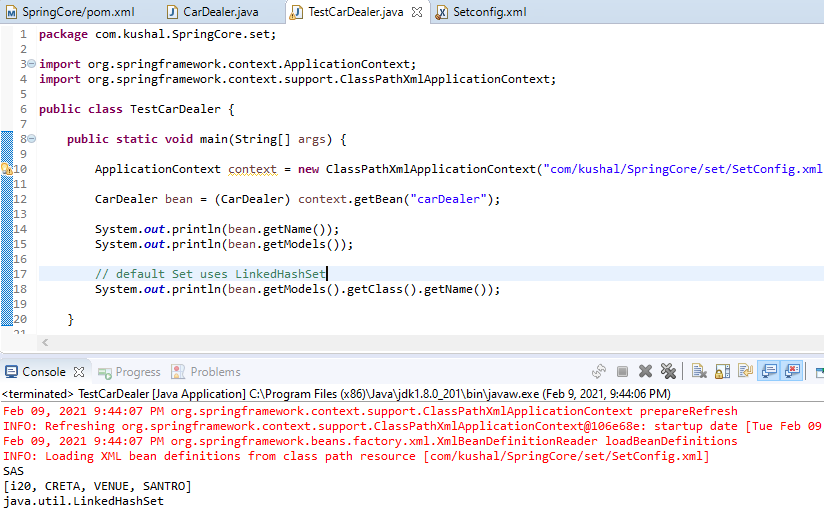 SpringCore/pom.xml CarDealer.java TestCarDealer.java Setconfig.xml
1 package com.kushal.SpringCore.set;
2
3 import org.springframework.context.ApplicationContext;
4 import org.springframework.context.support.ClassPathXmlApplicationContext;
5
6 public class TestCarDealer {
7
8 public static void main(String[] args) {
9
10 ApplicationContext context = new ClassPathXmlApplicationContext("com/kushal/SpringCore/set/SetConfig.xml
11
12 CarDealer bean = (CarDealer) context.getBean("carDealer");
13
14 System.out.println(bean.getName());
15 System.out.println(bean.getModels());
16
17 // default Set uses LinkedHashSet
18 System.out.println(bean.getModels().getClass().getName());
19
20 }
21
Console Progress Problems
<terminated> TestCarDealer [Java Application] C:\Program Files (x86)\Java\jdk1.8.0_201\bin\javaw.exe (Feb 9, 2021, 9:44:06 PM)
Feb 09, 2021 9:44:07 PM org.springframework.context.support.ClassPathXmlApplicationContext prepareRefresh
INFO: Refreshing org.springframework.context.support.ClassPathXmlApplicationContext@106e68e: startup date [Tue Feb 09
Feb 09, 2021 9:44:07 PM org.springframework.beans.factory.xml.XmlBeanDefinitionReader loadBeanDefinitions
INFO: Loading XML bean definitions from class path resource [com/kushal/SpringCore/set/SetConfig.xml]
SAS
[i20, CRETA, VENUE, SANTRO]
java.util.LinkedHashSet